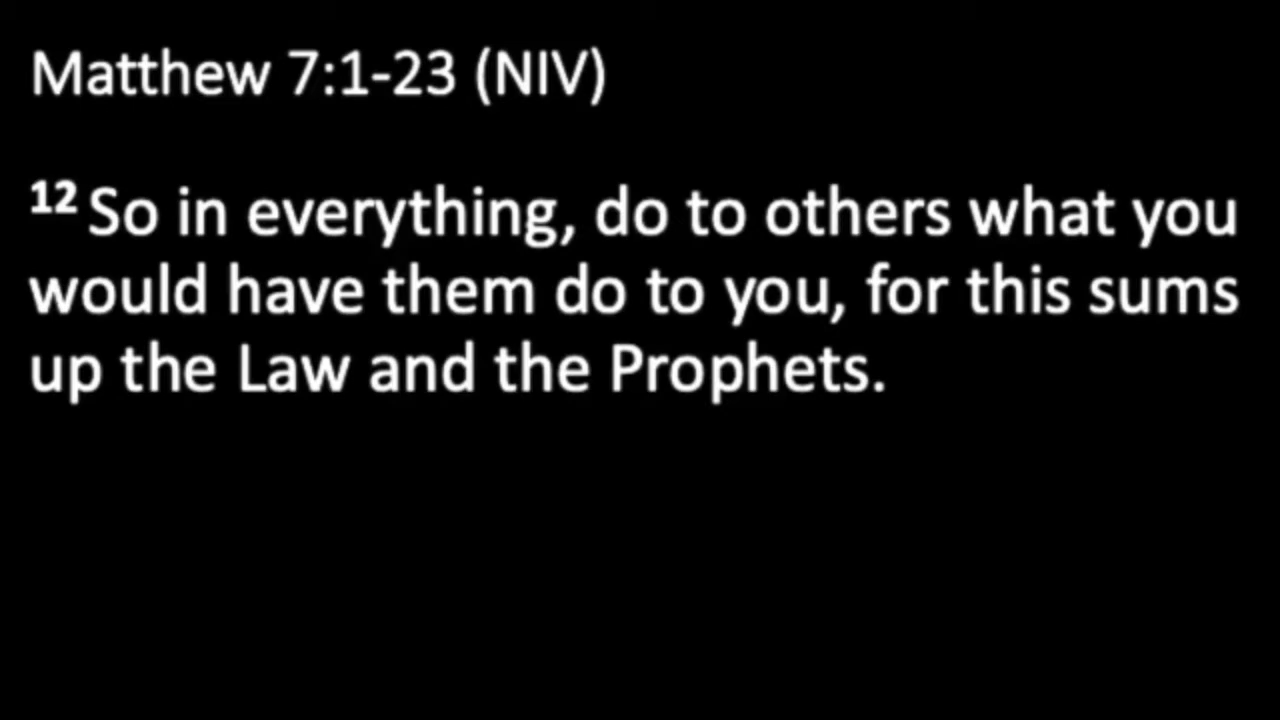 Matthew 7:1-23 (NIV)
12 So in everything, do to others what you
would have them do to you, for this sums
up the Law and the Prophets.